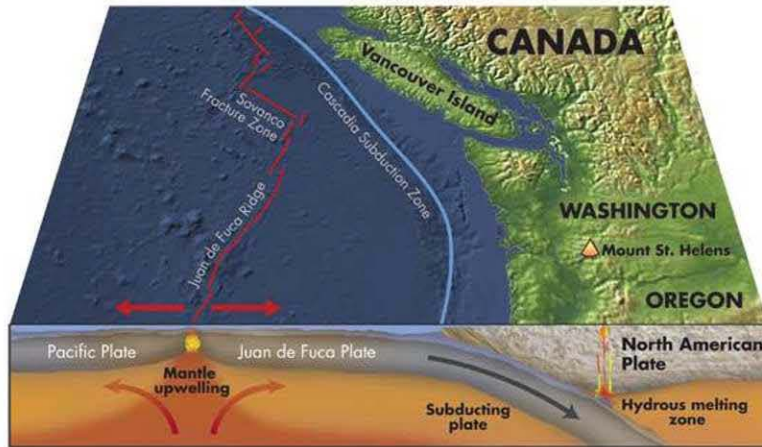 CANADA
Vancouver Island
Sovanco
Fracture Zone
Cascadia Subduction Zone
Juan de Fuca Ridge
WASHINGTON
Mount St. Helens
OREGON
Pacific Plate
Mantle
upwelling
Juan de Fuca Plate
Subducting
plate
North American
Plate
Hydrous melting
zone